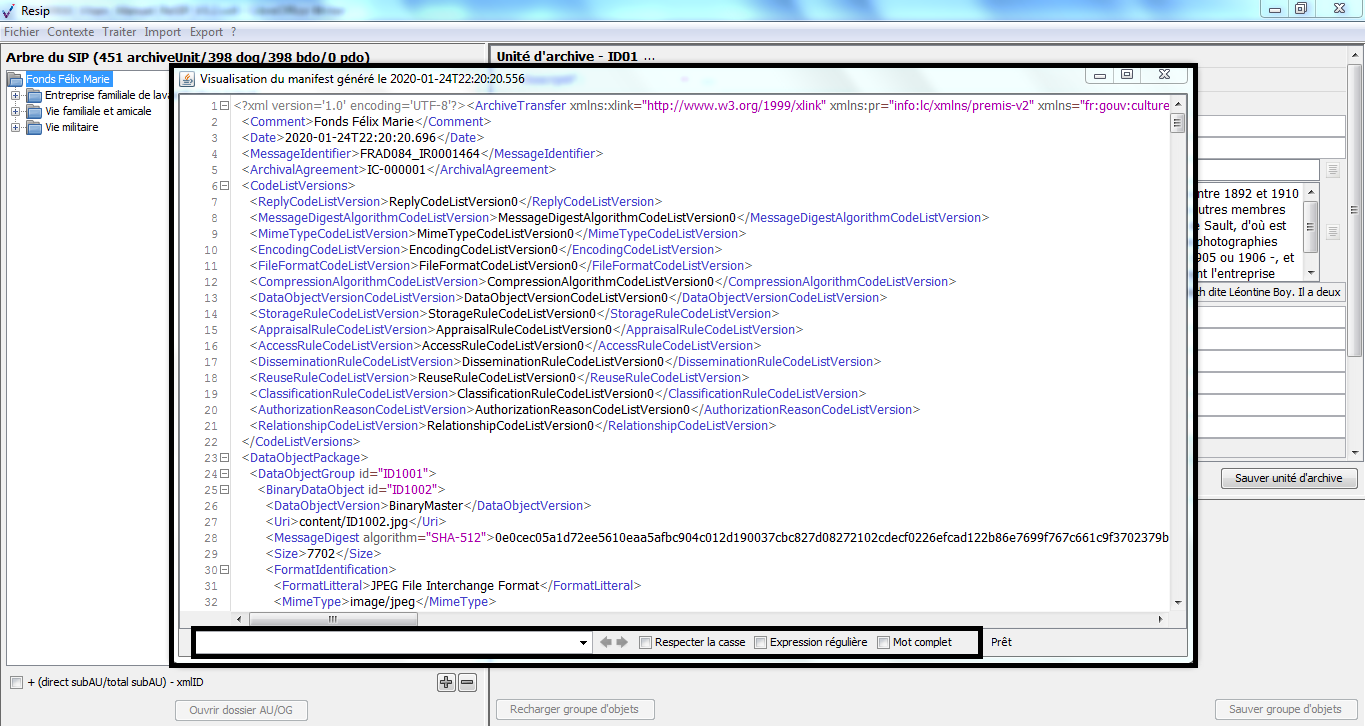 Resip
Fichier Contexte Traiter Import Export ?
Arbre du SIP (451 archiveUnit/398 dog/398 bdo/0 pdo)
Unité d'archive - ID01 ...
Fonds Félix Marie
Entreprise familiale de lava
Vie familiale et amicale
Vie militaire
Visualisation du manifest généré le 2020-01-24T22:20:20.556
1 <?xml version='1.0' encoding='UTF-8'?><ArchiveTransfer xmlns:xlink="http://www.w3.org/1999/xlink" xmlns:pr="info:lc/xmlns/premis-v2" xmlns="fr:gouv:culture
2 <Comment>Fonds Félix Marie</Comment>
3 <Date>2020-01-24T22:20:20.696</Date>
4 <MessageIdentifier>FRAD084_IR0001464</MessageIdentifier>
5 <ArchivalAgreement>IC-000001</ArchivalAgreement>
6 <CodeListVersions>
7 <ReplyCodeListVersion>ReplyCodeListVersion0</ReplyCodeListVersion>
8 <MessageDigestAlgorithmCodeListVersion>MessageDigestAlgorithmCodeListVersion0</MessageDigestAlgorithmCodeListVersion>
9 <MimeTypeCodeListVersion>MimeTypeCodeListVersion0</MimeTypeCodeListVersion>
10 <EncodingCodeListVersion>EncodingCodeListVersion0</EncodingCodeListVersion>
11 <FileFormatCodeListVersion>FileFormatCodeListVersion0</FileFormatCodeListVersion>
12 <CompressionAlgorithmCodeListVersion>CompressionAlgorithmCodeListVersion0</CompressionAlgorithmCodeListVersion>
13 <DataObjectVersionCodeListVersion>DataObjectVersionCodeListVersion0</DataObjectVersionCodeListVersion>
14 <StorageRuleCodeListVersion>StorageRuleCodeListVersion0</StorageRuleCodeListVersion>
15 <AppraisalRuleCodeListVersion>AppraisalRuleCodeListVersion0</AppraisalRuleCodeListVersion>
16 <AccessRuleCodeListVersion>AccessRuleCodeListVersion0</AccessRuleCodeListVersion>
17 <DisseminationRuleCodeListVersion>DisseminationRuleCodeListVersion0</DisseminationRuleCodeListVersion>
18 <ReuseRuleCodeListVersion>ReuseRuleCodeListVersion0</ReuseRuleCodeListVersion>
19 <ClassificationRuleCodeListVersion>ClassificationRuleCodeListVersion0</ClassificationRuleCodeListVersion>
20 <AuthorizationReasonCodeListVersion>AuthorizationReasonCodeListVersion0</AuthorizationReasonCodeListVersion>
21 <RelationshipCodeListVersion>RelationshipCodeListVersion0</RelationshipCodeListVersion>
22 </CodeListVersions>
23 <DataObjectPackage>
24 <DataObjectGroup id="ID1001">
25 <BinaryDataObject id="ID1002">
26 <DataObjectVersion>BinaryMaster</DataObjectVersion>
27 <Uri>content/ID1002.jpg</Uri>
28 <MessageDigest algorithm="SHA-512">0e0cec05a1d72ee5610eaa5afbc904c012d190037cbc827d08272102cdecf0226efcad122b86e7699f767c661c9f3702379b
29 <Size>7702</Size>
30 <FormatIdentification>
31 <FormatLitteral>JPEG File Interchange Format</FormatLitteral>
32 <MimeType>image/jpeg</MimeType>
Respecter la casse Expression régulière Mot complet Prêt
ntre 1892 et 1910
utres membres
e Sault, d'où est
photographies
905 ou 1906 -, et
nt l'entreprise
ch dite Léontine Boy. Il a deux
Sauver unité d'archive
+ (direct subAU/total subAU) - xmlID
Ouvrir dossier AU/OG
Recharger groupe d'objets
Sauver groupe d'objets